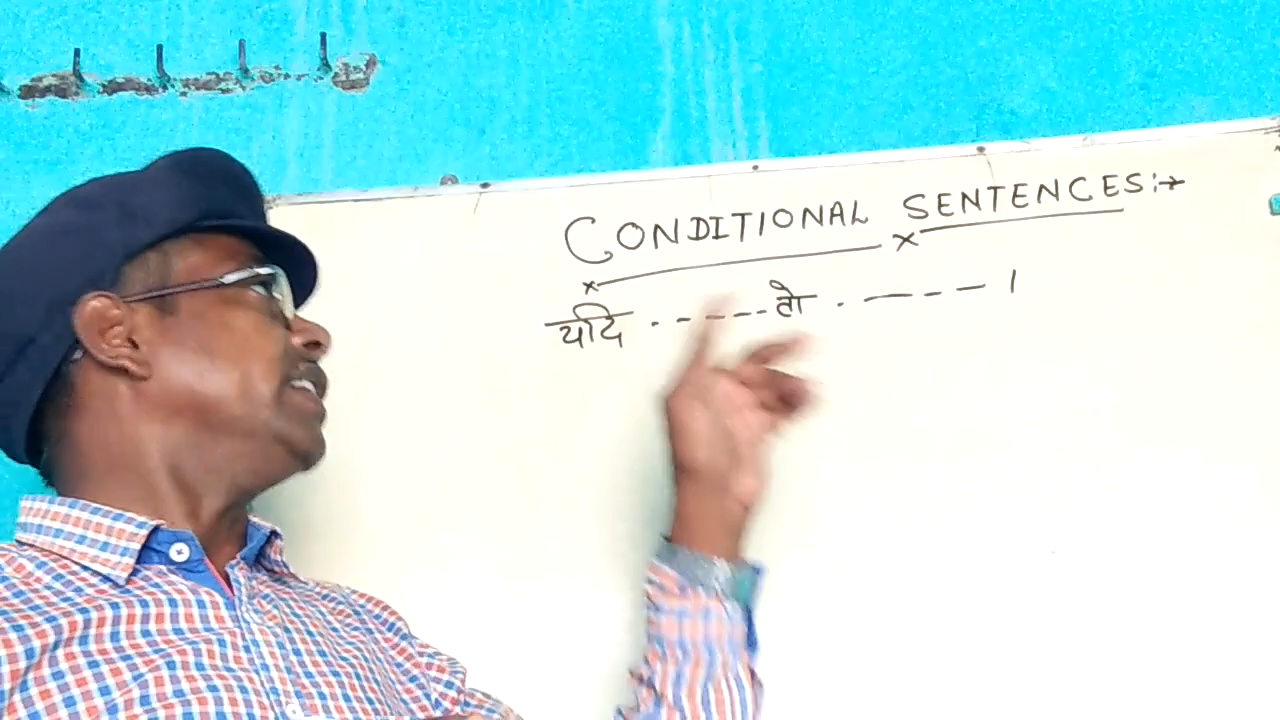 CONDITIONAL SENTENCES:→
यदि . - - - - - तो . - - - - ।